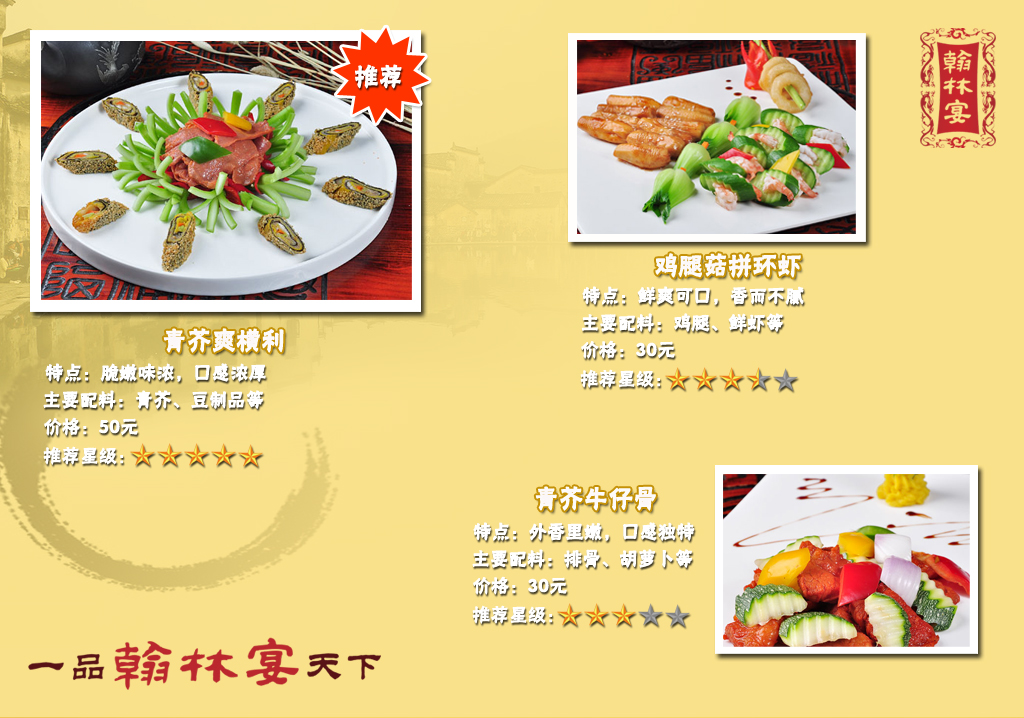 推荐
青芥爽横利
特点：脆嫩味浓，口感浓厚
主要配料：青芥、豆制品等
价格：50元
推荐星级：
翰林宴
鸡腿菇拼环虾
特点：鲜爽可口，香而不腻
主要配料：鸡腿、鲜虾等
价格：30元
推荐星级：
青芥牛仔骨
特点：外香里嫩，口感独特
主要配料：排骨、胡萝卜等
价格：30元
推荐星级：
一品翰林宴天下